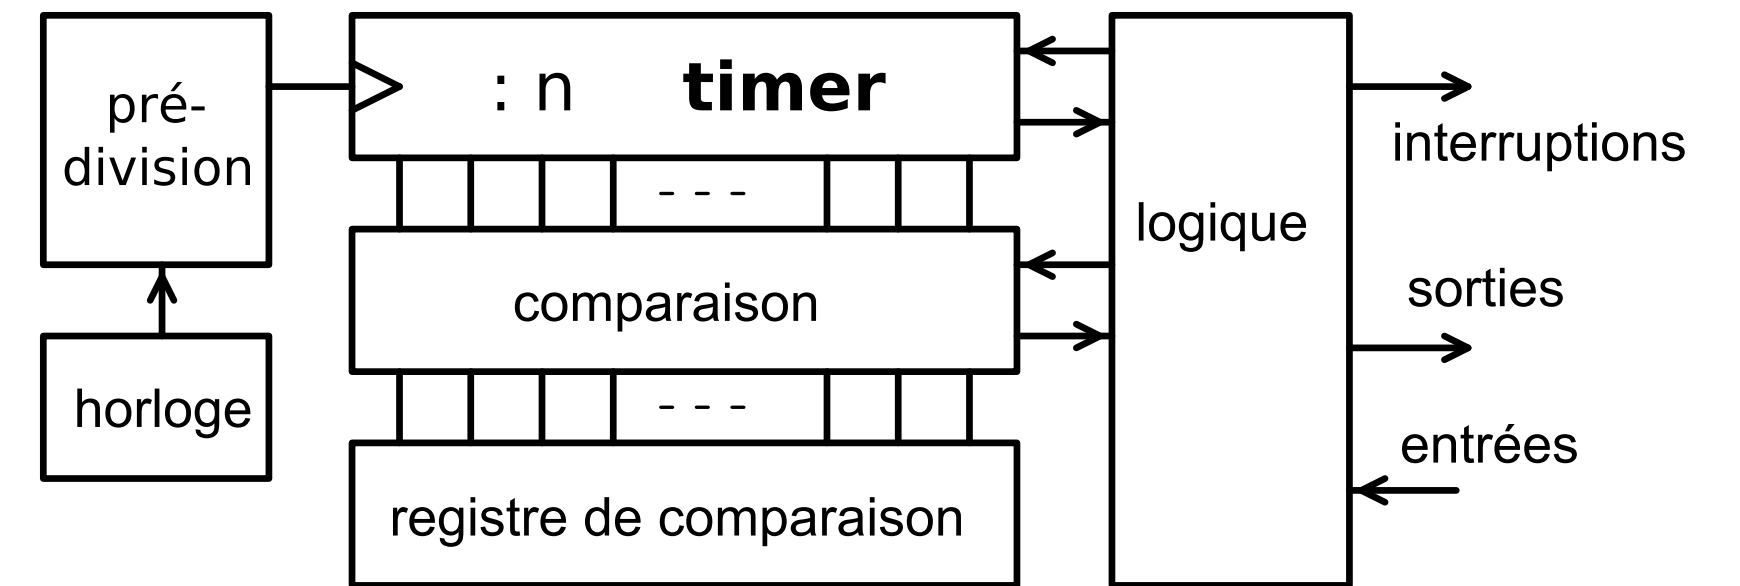 pré-
division
: n timer
interruptions
logique
comparaison
sorties
horloge
- - -
- - -
entrées
registre de comparaison